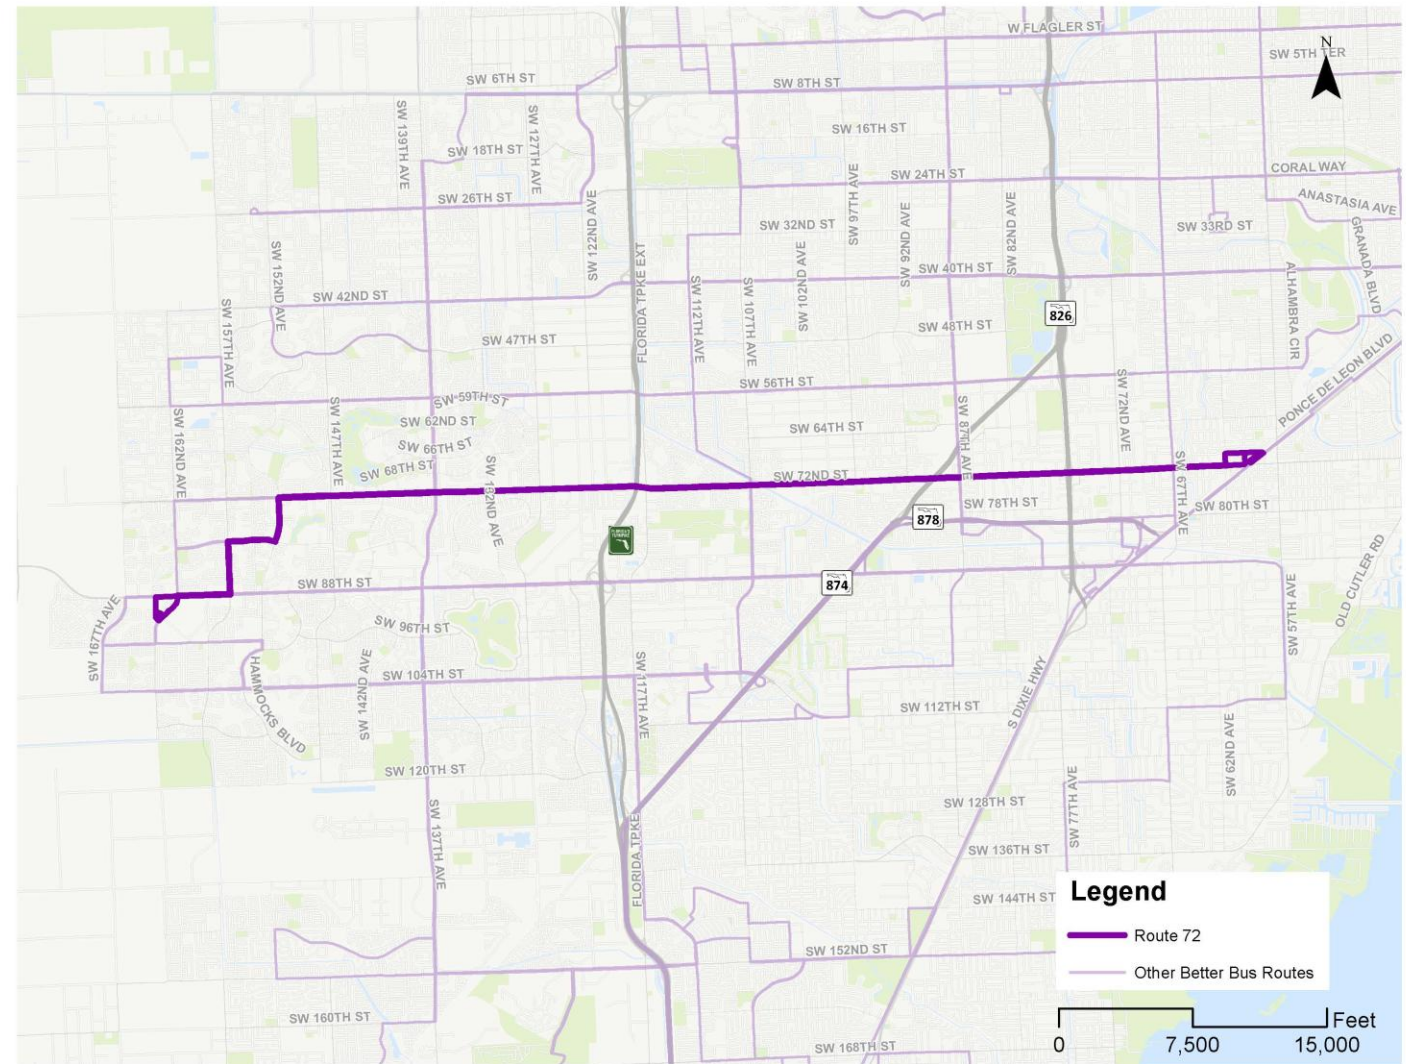 W FLAGLER ST
N
SW 5TH TER
SW 6TH ST
SW 8TH ST
SW 139TH AVE
SW 127TH AVE
SW 16TH ST
SW 18TH ST
CORAL WAY
SW 24TH ST
SW 97TH AVE
SW 26TH ST
SW 122ND AVE
SW 92ND AVE
SW 82ND AVE
ANASTASIA AVE
SW 32ND ST
SW 33RD ST
GRANADA BLVD
SW 152ND AVE
FLORIDA TPKE EXT
SW 102ND AVE
SW 40TH ST
ALHAMBRA CIR
SW 42ND ST
SW 112TH AVE
SW 107TH AVE
826
SW 157TH AVE
SW 48TH ST
SW 47TH ST
PONCE DE LEON BLVD
SW 56TH ST
SW 72ND AVE
SW 59TH ST
SW 162ND AVE
SW 147TH AVE
SW 62ND ST
SW 64TH ST
SW 87TH AVE
SW 66TH ST
SW 68TH ST
SW 72ND ST
SW 67TH AVE
SW 132ND AVE
SW 78TH ST
SW 80TH ST
878
874
SW 88TH ST
SW 167TH AVE
SW 57TH AVE
OLD CUTLER RD
SW 96TH ST
HAMMOCKS BLVD
SW 142ND AVE
SW 104TH ST
SW 117TH AVE
S DIXIE HWY
SW 112TH ST
SW 62ND AVE
SW 120TH ST
SW 77TH AVE
SW 128TH ST
SW 137TH AVE
FLORIDA TPKE
SW 136TH ST
SW 144TH ST
SW 152ND ST
SW 160TH ST
SW 168TH ST
Legend
Route 72
Other Better Bus Routes
Feet
0 7,500 15,000